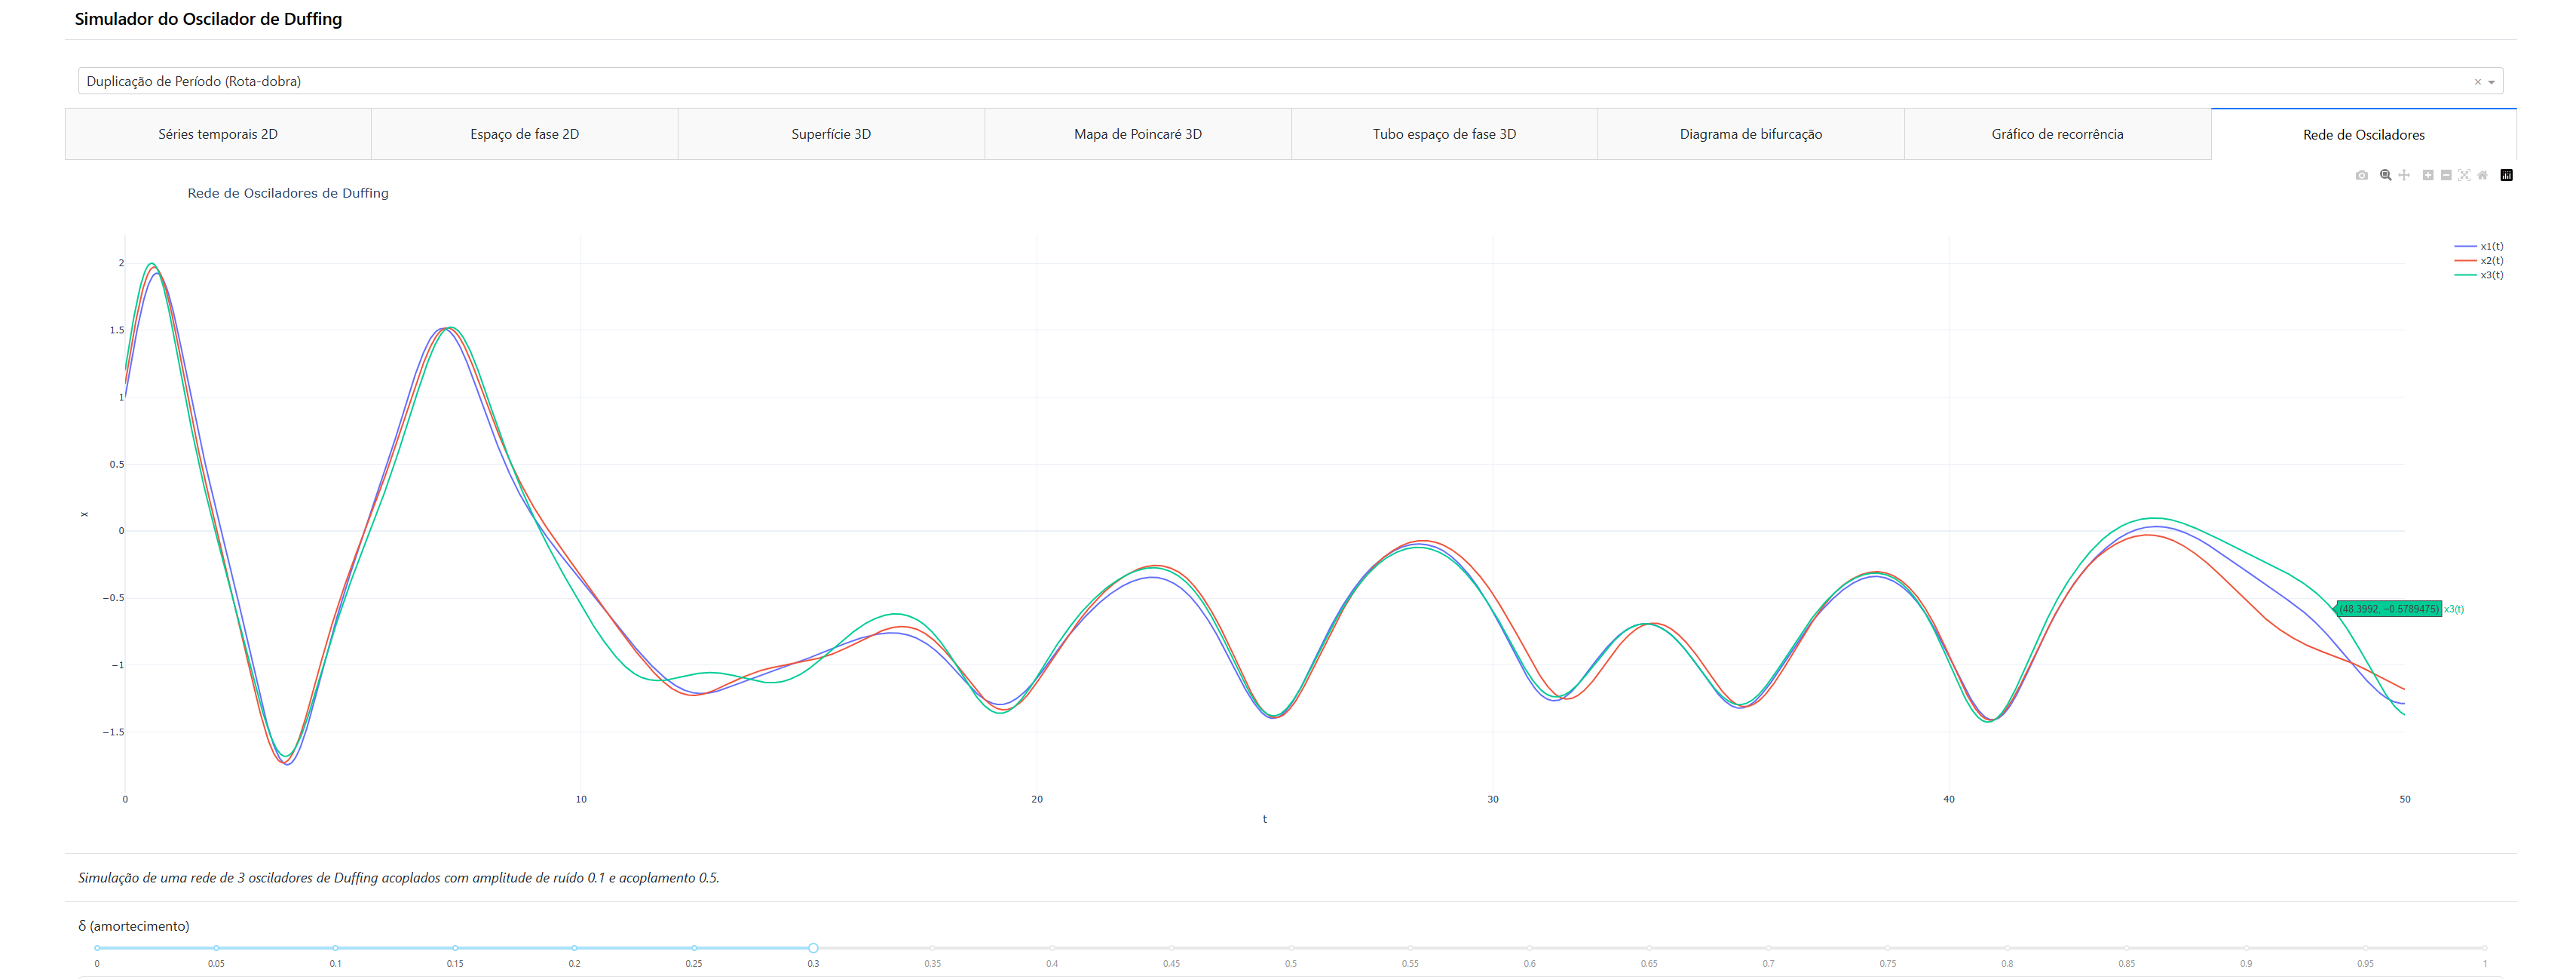 Simulador do Oscilador de Duffing
Duplicação de Período (Rota-dobra)
Séries temporais 2D
Espaço de fase 2D
Superfície 3D
Mapa de Poincaré 3D
Tubo espaço de fase 3D
Diagrama de bifurcação
Gráfico de recorrência
Rede de Osciladores
Rede de Osciladores de Duffing
x1(t)
x2(t)
x3(t)
2
1.5
1
0.5
0
−0.5
−1
−1.5
x
(48.3992, −0.5789475) x3(t)
0 10 20 30 40 50
t
Simulação de uma rede de 3 osciladores de Duffing acoplados com amplitude de ruído 0.1 e acoplamento 0.5.
δ (amortecimento)
0 0.05 0.1 0.15 0.2 0.25 0.3 0.35 0.4 0.45 0.5 0.55 0.6 0.65 0.7 0.75 0.8 0.85 0.9 0.95 1